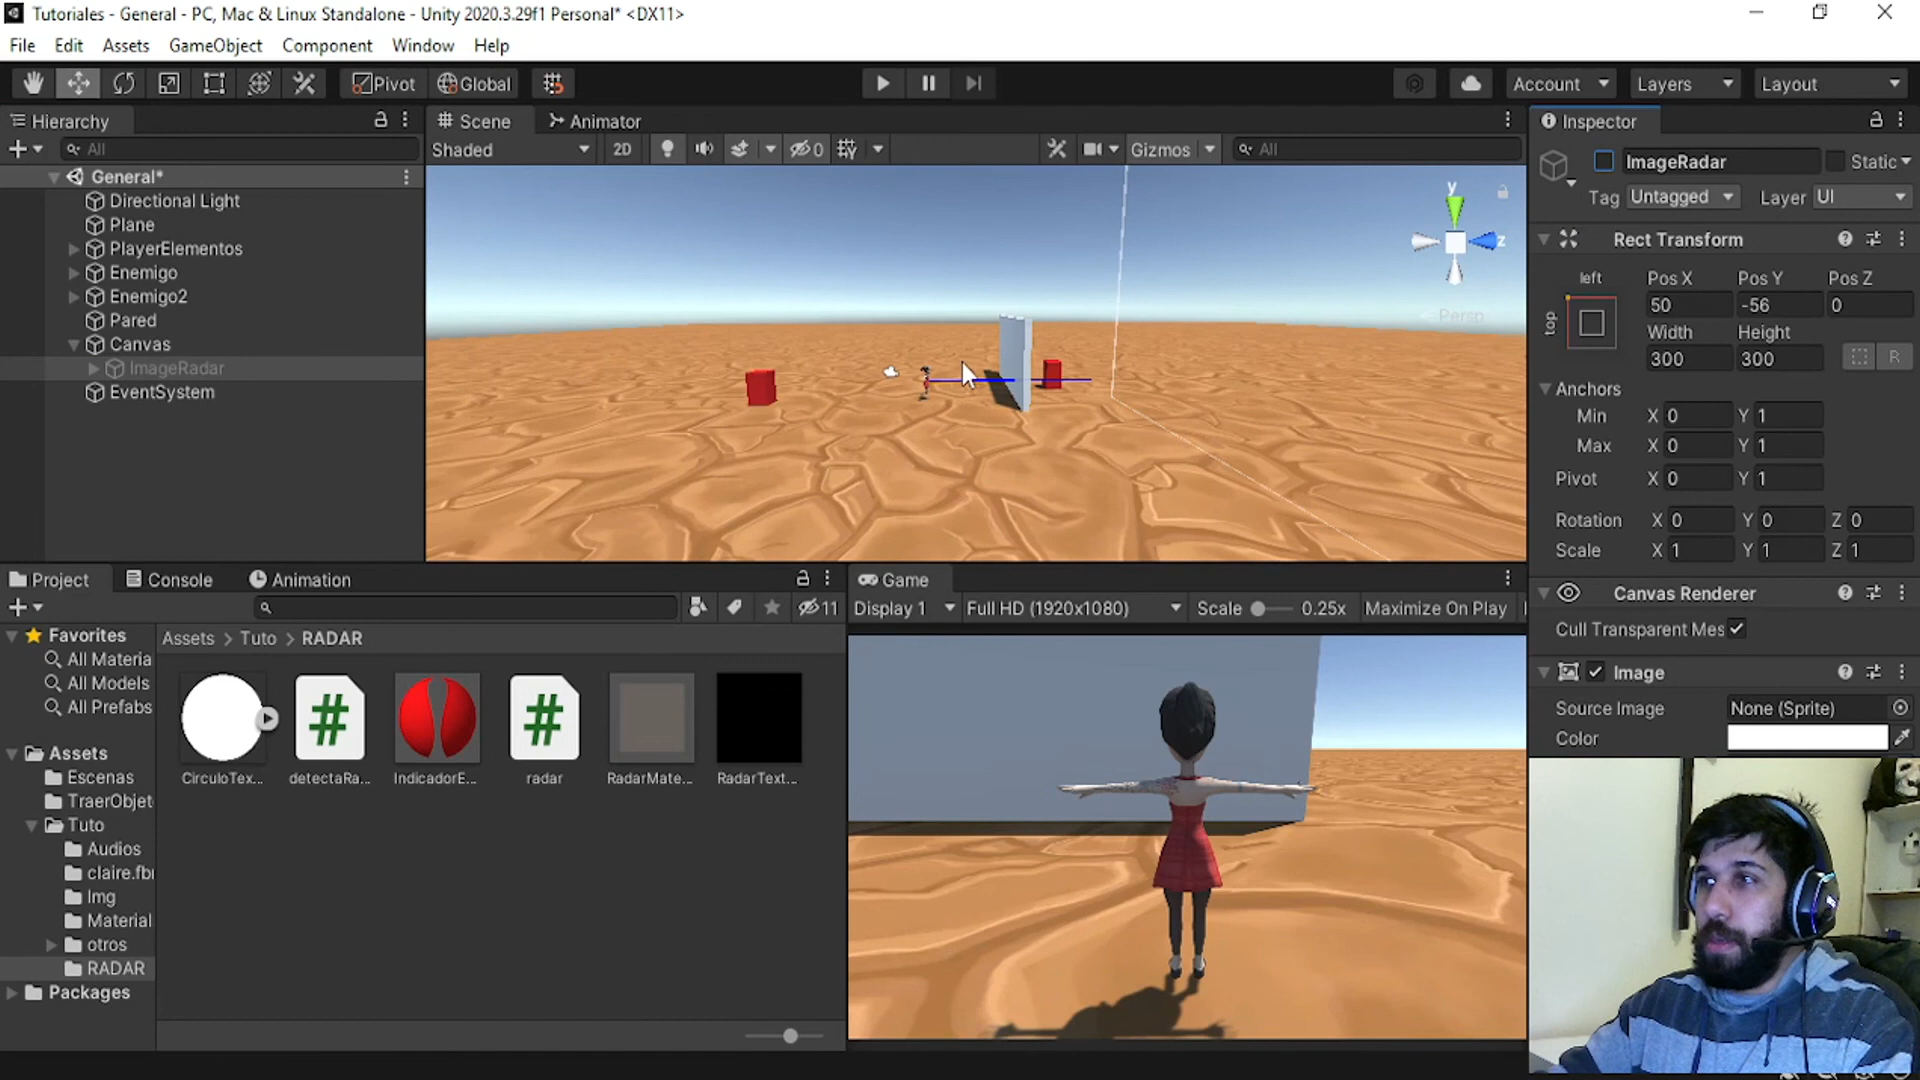 Tutoriales - General - PC, Mac & Linux Standalone - Unity 2020.3.29f1 Personal* <DX11>
File Edit Assets GameObject Component Window Help
Pivot Global Account Layers Layout
Hierarchy
All
General*
Directional Light
Plane
PlayerElementos
Enemigo
Enemigo2
Pared
Canvas
ImageRadar
EventSystem
Scene Animator
Shaded 2D 0 Gizmos All
y
z
Persp
Inspector
ImageRadar Static
Tag Untagged Layer UI
Rect Transform
left
top
Pos X Pos Y Pos Z
50 -56 0
Width Height
300 300 R
Anchors
Min X 0 Y 1
Max X 0 Y 1
Pivot X 0 Y 1
Rotation X 0 Y 0 Z 0
Scale X 1 Y 1 Z 1
Canvas Renderer
Cull Transparent Mes
Image
Source Image None (Sprite)
Color
Project Console Animation
11
Favorites
All Materia
All Models
All Prefabs
Assets
Escenas
TraerObjet
Tuto
Audios
claire.fbr
Img
Material
otros
RADAR
Packages
Assets > Tuto > RADAR
CirculoTex...
detectaRa...
IndicadorE...
radar
RadarMate...
RadarText...
Game
Display 1 Full HD (1920x1080) Scale 0.25x Maximize On Play